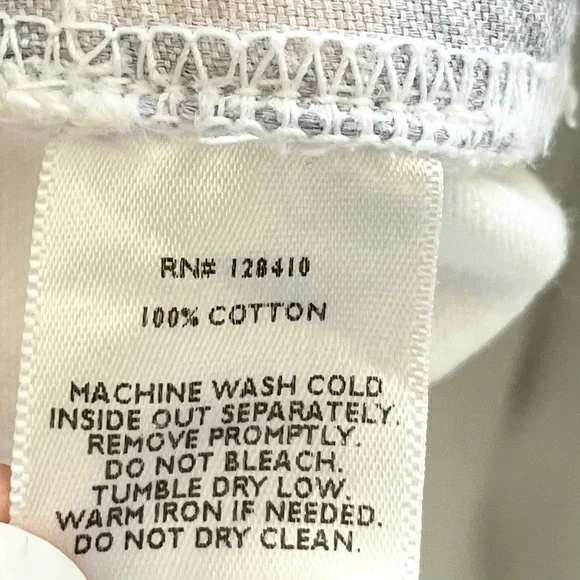 RN# 128410
100% COTTON
MACHINE WASH COLD
INSIDE OUT SEPARATELY.
REMOVE PROMPTLY.
DO NOT BLEACH.
TUMBLE DRY LOW.
WARM IRON IF NEEDED.
DO NOT DRY CLEAN.